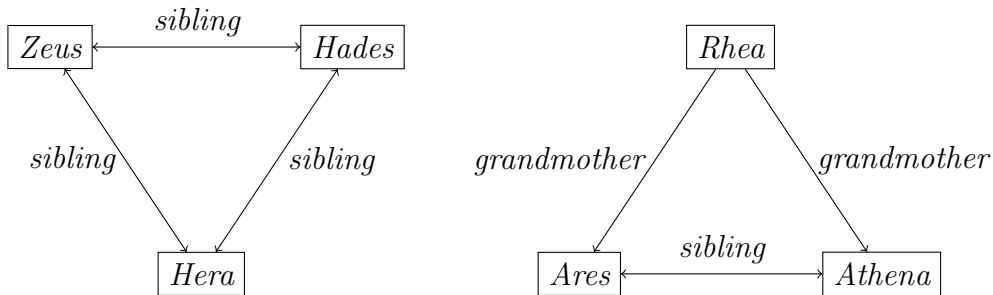 sibling
Zeus
Hades
sibling
sibling
Hera
Rhea
grandmother
grandmother
sibling
Ares
Athena